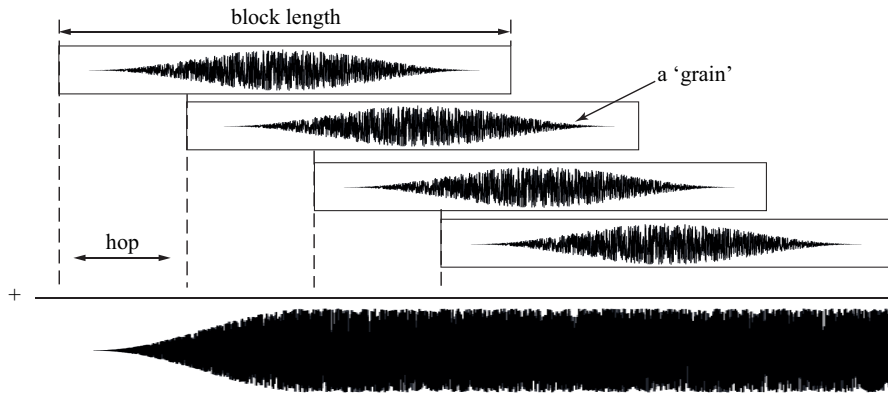 block length
a ‘grain’
hop
+